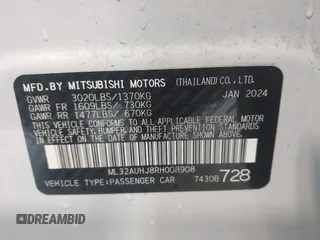 MFD.BY MITSUBISHI MOTORS (THAILAND) CO., LTD.
GVWR 3020LBS/1370KG JAN 2024
GAWR FR 1609LBS/ 730KG
GAWR RR 1477LBS/ 670KG
THIS VEHICLE CONFORMS TO ALL APPLICABLE FEDERAL MOTOR
VEHICLE SAFETY, BUMPER, AND THEFT PREVENTION STANDARDS
IN EFFECT ON THE DATE OF MANUFACTURE SHOWN ABOVE.
ML32AUHJ8RH008908
VEHICLE TYPE:PASSENGER CAR 7430B 728
DREAMBID